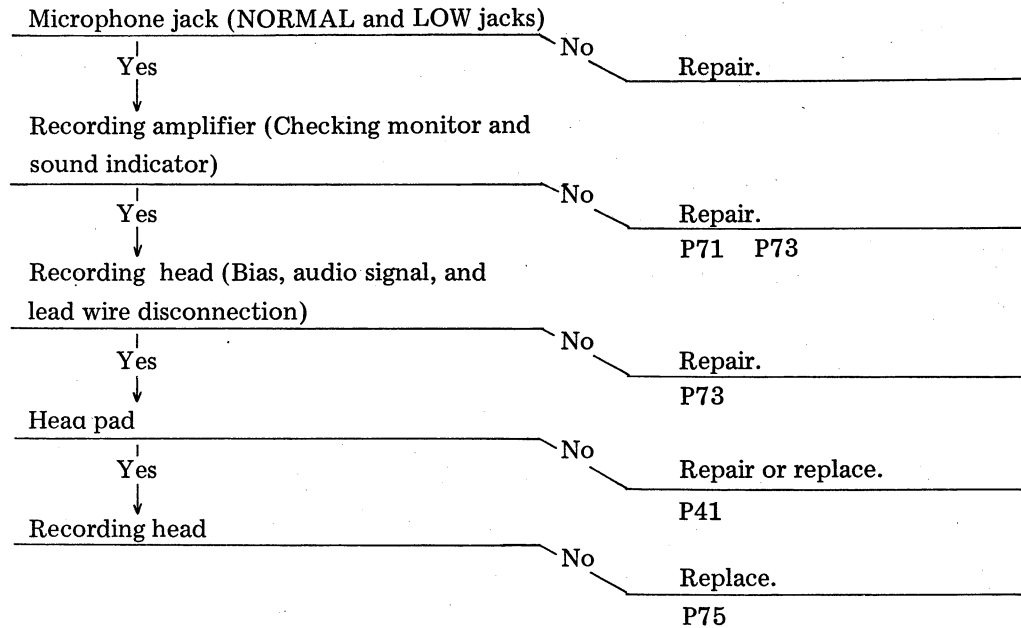 Microphone jack (NORMAL and LOW jacks)
No
Yes
Repair.
Recording amplifier (Checking monitor and
sound indicator)
No
Yes
Repair.
P71 P73
Recording head (Bias, audio signal, and
lead wire disconnection)
No
Yes
Repair.
P73
Head pad
No
Yes
Repair or replace.
P41
Recording head
No
Replace.
P75